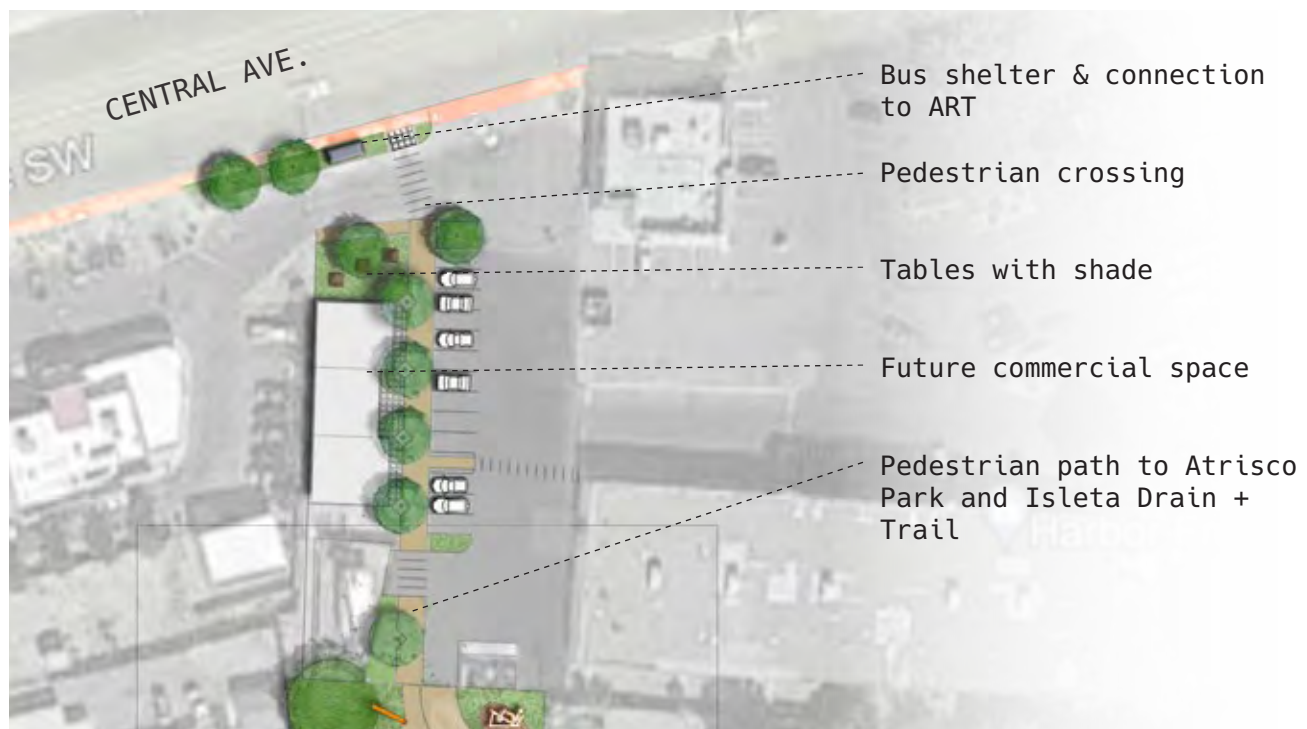 CENTRAL AVE.
SW
Bus shelter & connection
to ART
Pedestrian crossing
Tables with shade
Future commercial space
Pedestrian path to Atrisco
Park and Isleta Drain +
Trail